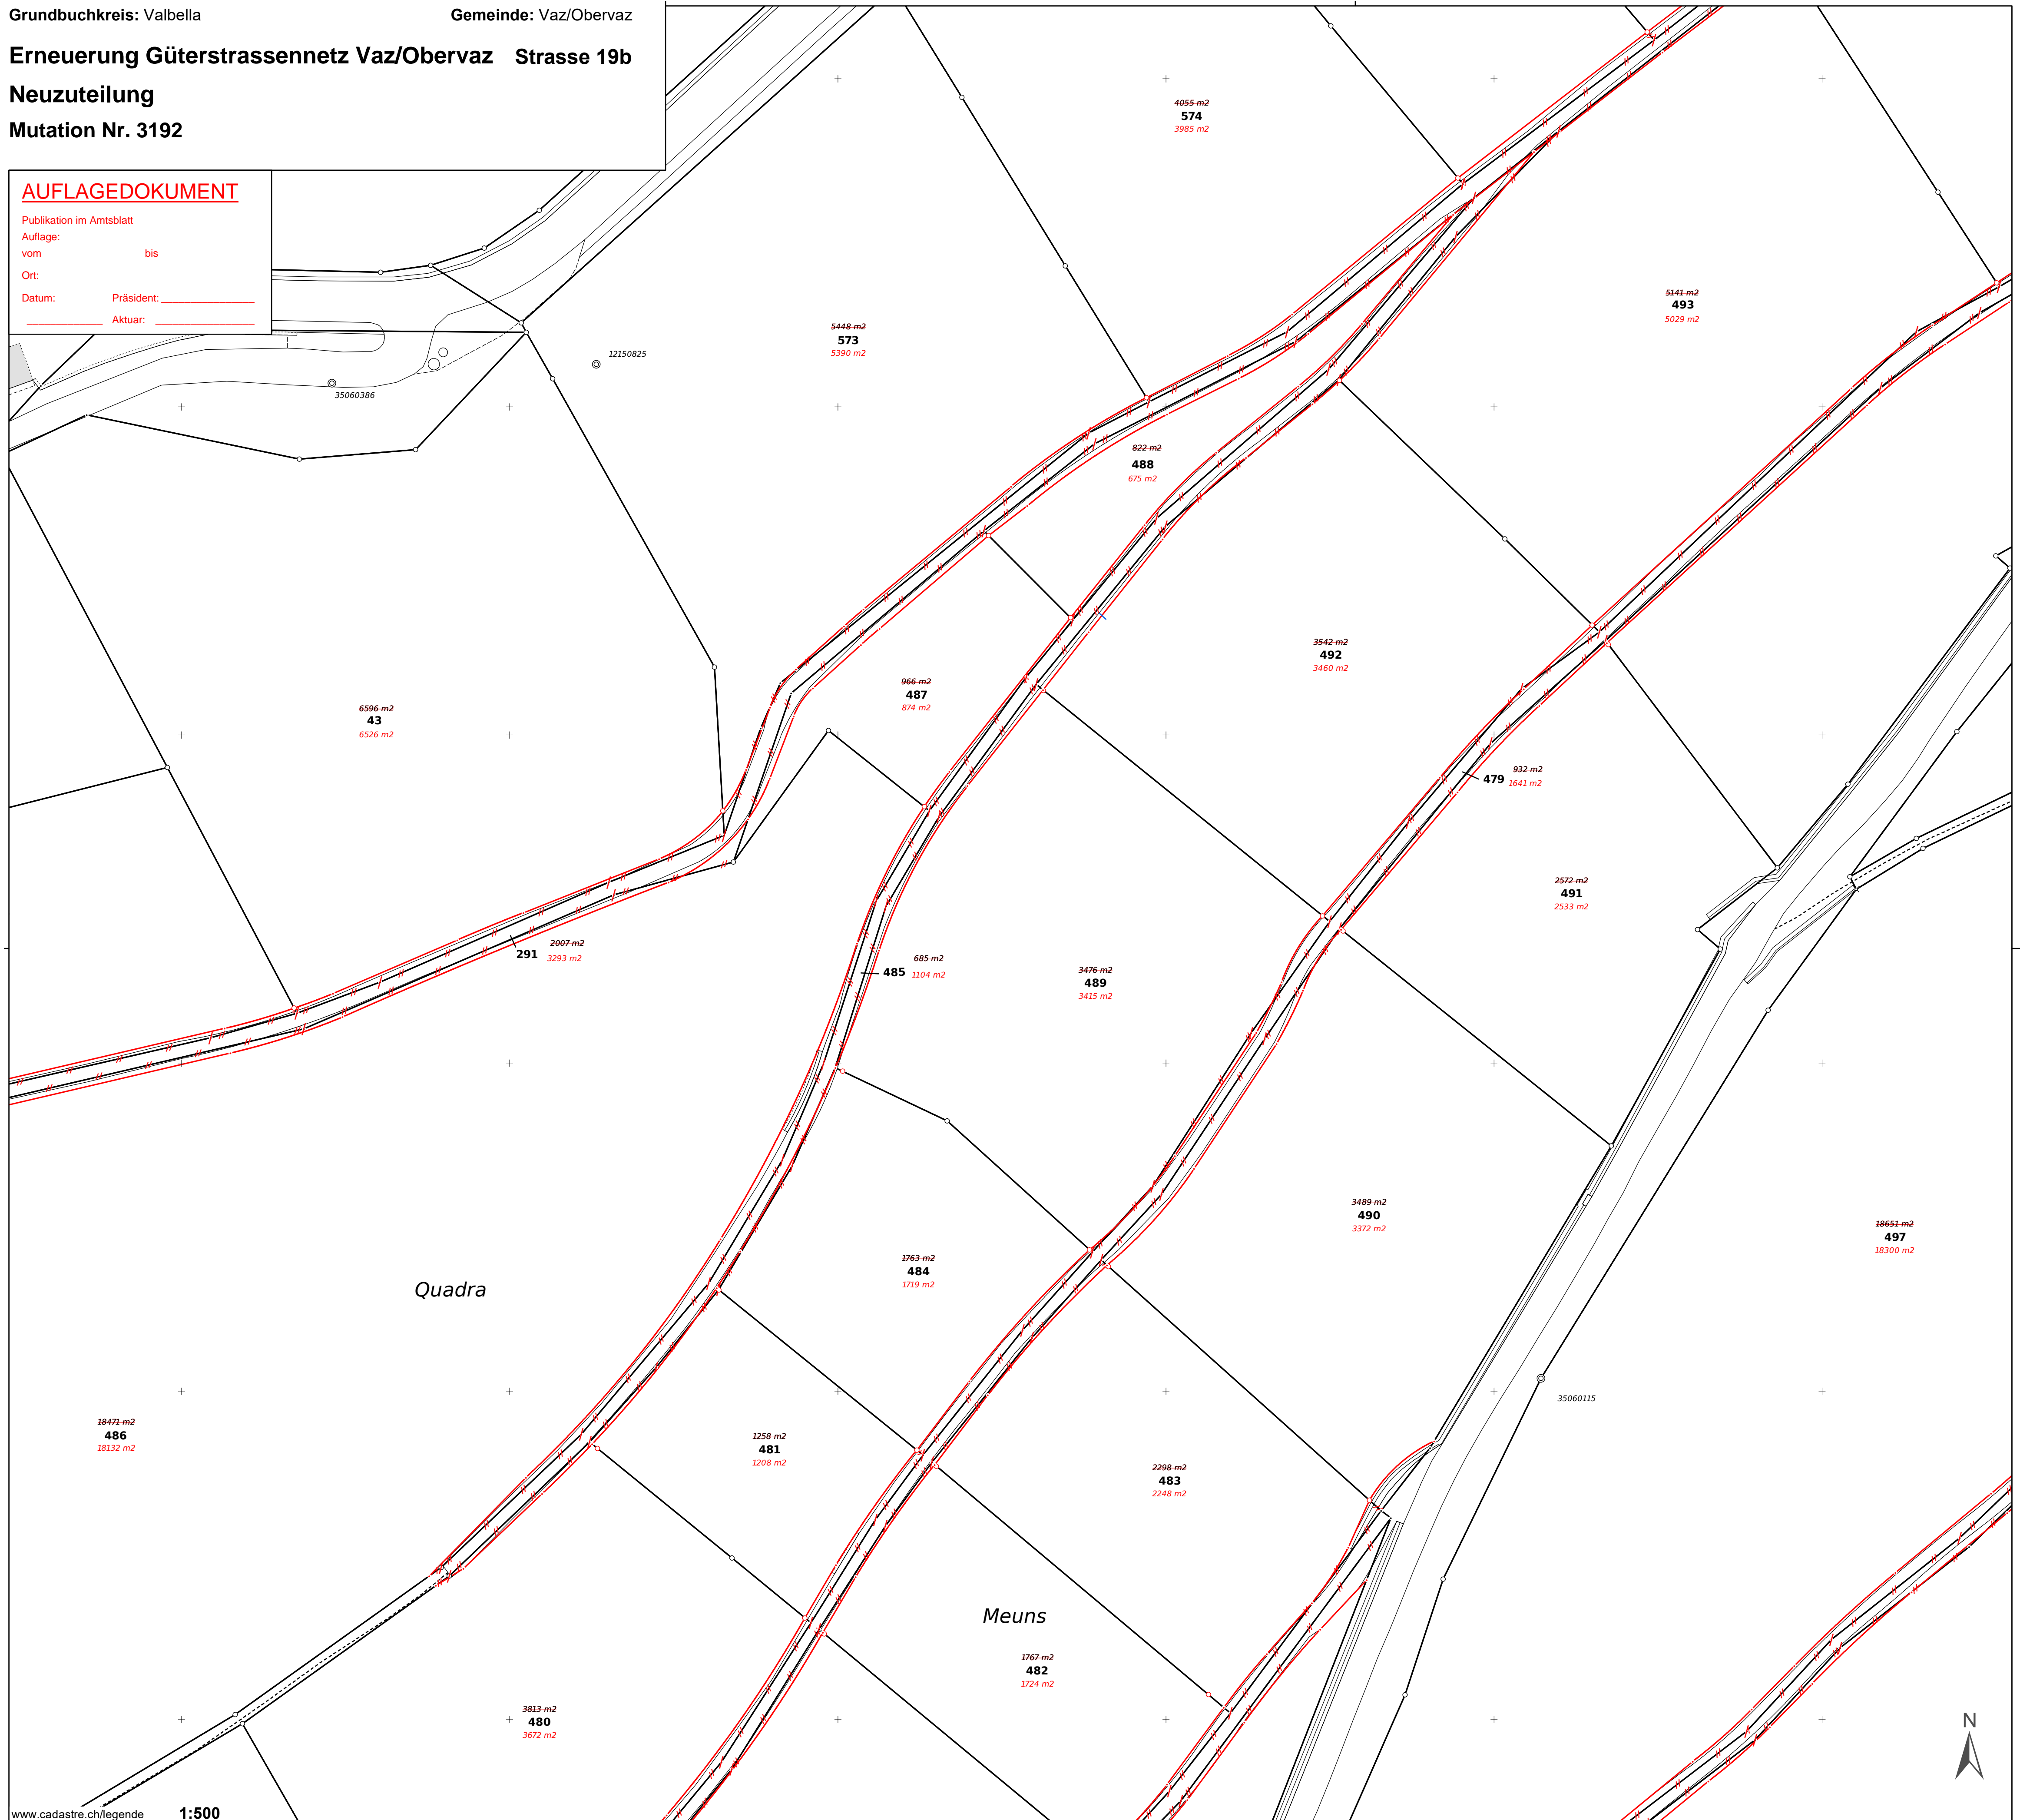 Grundbuchkreis: Valbella Gemeinde: Vaz/Obervaz
Erneuerung Güterstrassennetz Vaz/Obervaz Strasse 19b
Neuzuteilung
Mutation Nr. 3192
AUFLAGEDOKUMENT
Publikation im Amtsblatt
Auflage:
vom bis
Ort:
Datum: Präsident:
Aktuar:
4055 m2
574
3985 m2
5141 m2
493
5029 m2
5448 m2
573
5390 m2
12150825
35060386
822 m2
488
675 m2
3542 m2
492
3460 m2
966 m2
487
874 m2
6596 m2
43
6526 m2
932 m2
479 1641 m2
2572 m2
491
2533 m2
2007 m2
291 3293 m2
685 m2
485 1104 m2
3476 m2
489
3415 m2
3489 m2
490
3372 m2
18651 m2
497
18300 m2
1763 m2
484
1719 m2
Quadra
35060115
18471 m2
486
18132 m2
1258 m2
481
1208 m2
2298 m2
483
2248 m2
Meuns
1767 m2
482
1724 m2
3813 m2
480
3672 m2
N
www.cadastre.ch/legende 1:500